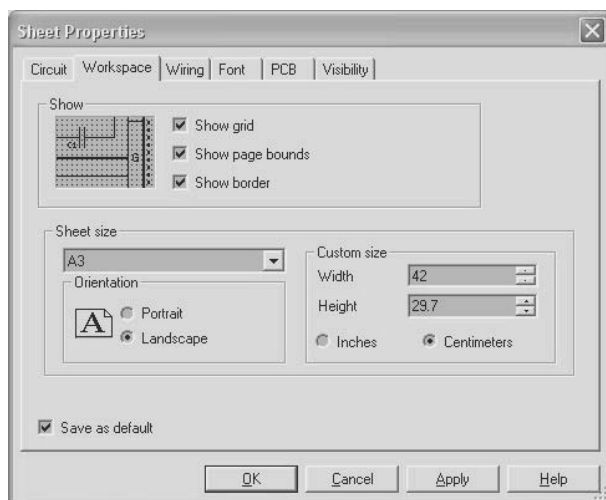 Sheet Properties
Circuit Workspace Wiring Font PCB Visibility
Show
C1
G
Show grid
Show page bounds
Show border
Sheet size
A3
Orientation
A
Portrait
Landscape
Custom size
Width 42
Height 29.7
Inches Centimeters
Save as default
OK Cancel Apply Help